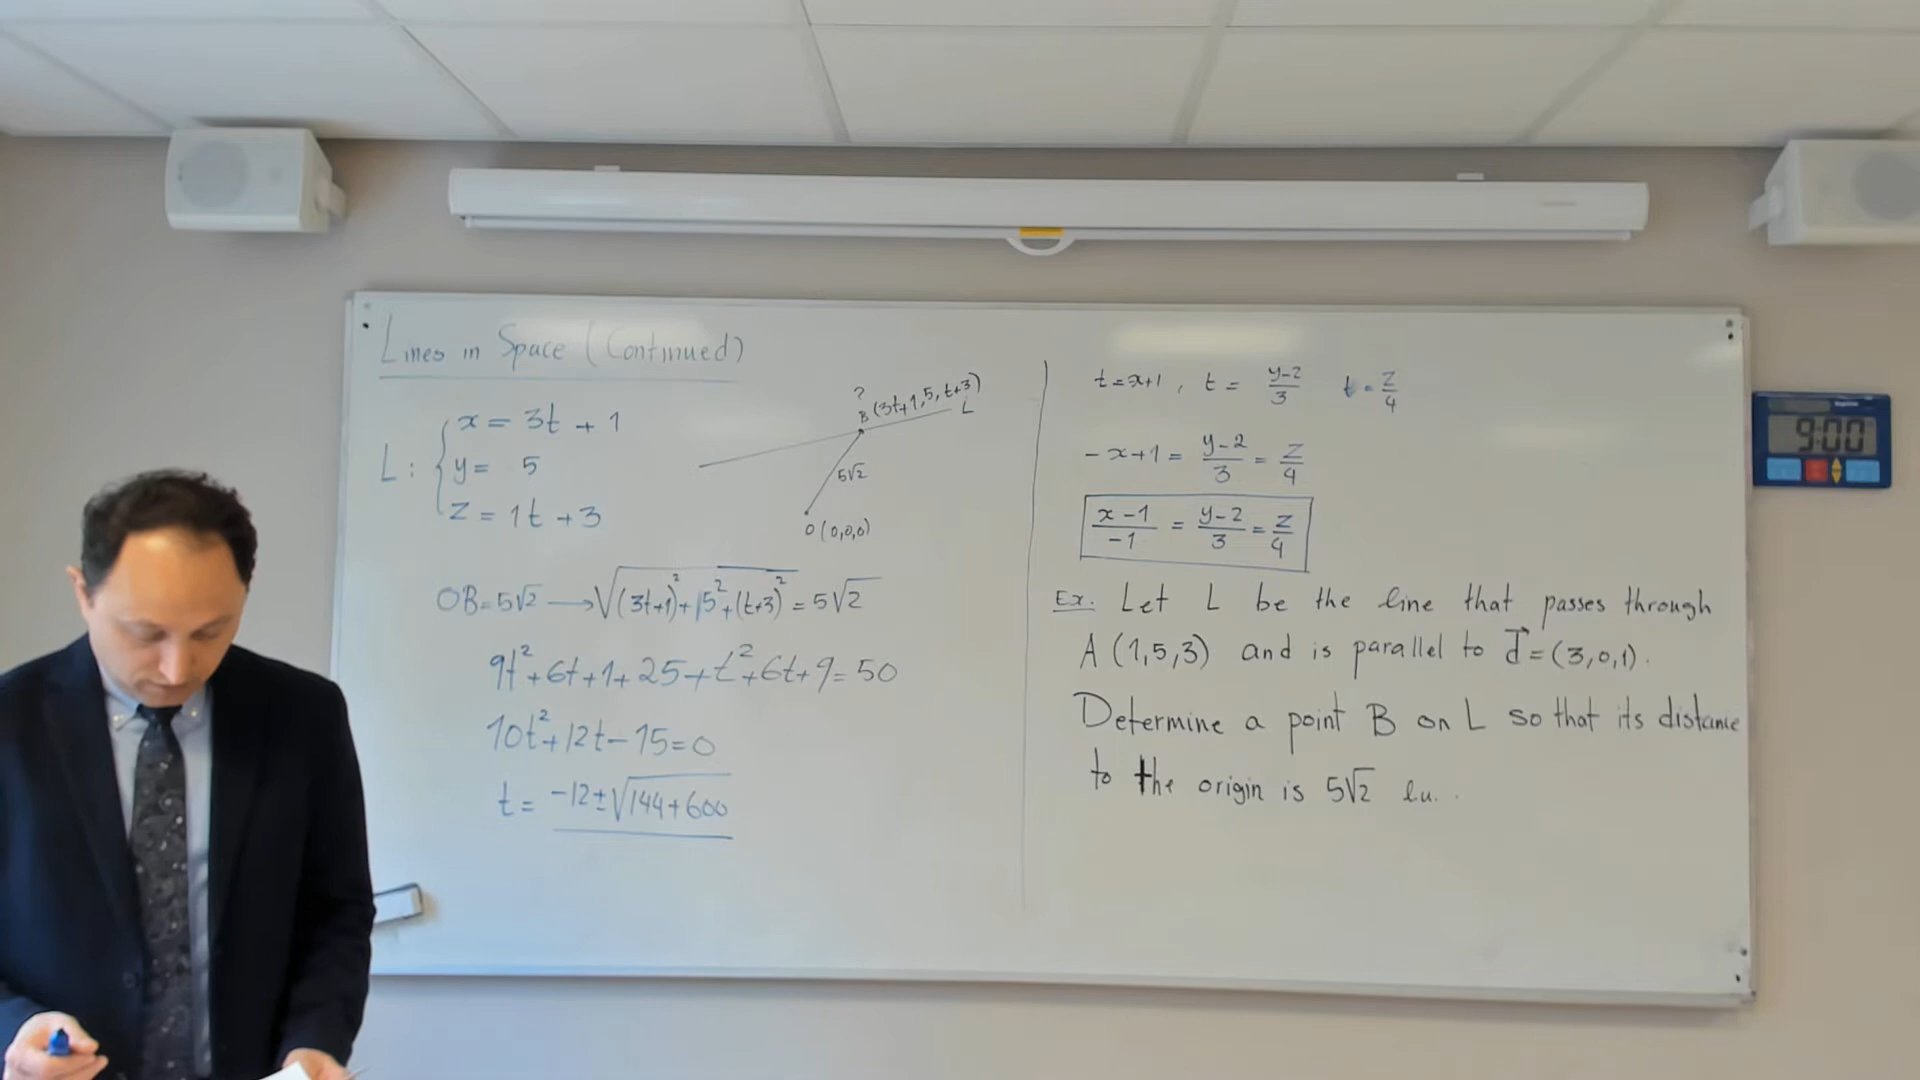 Lines in Space (Continued)
L: { x = 3t + 1
y = 5
z = 1t + 3
?
B (3t+1, 5, t+3)
L
5√2
O (0,0,0)
OB = 5√2 → √((3t+1)² + 5² + (t+3)²) = 5√2
9t² + 6t + 1 + 25 + t² + 6t + 9 = 50
10t² + 12t - 15 = 0
t = -12 ± √(144 + 600)
t = x+1, t = (y-2)/3 t = z/4
-x+1 = (y-2)/3 = z/4
(x-1)/-1 = (y-2)/3 = z/4
Ex: Let L be the line that passes through
A (1,5,3) and is parallel to d⃗ = (3,0,1).
Determine a point B on L so that its distance
to the origin is 5√2 l.u.
9:00